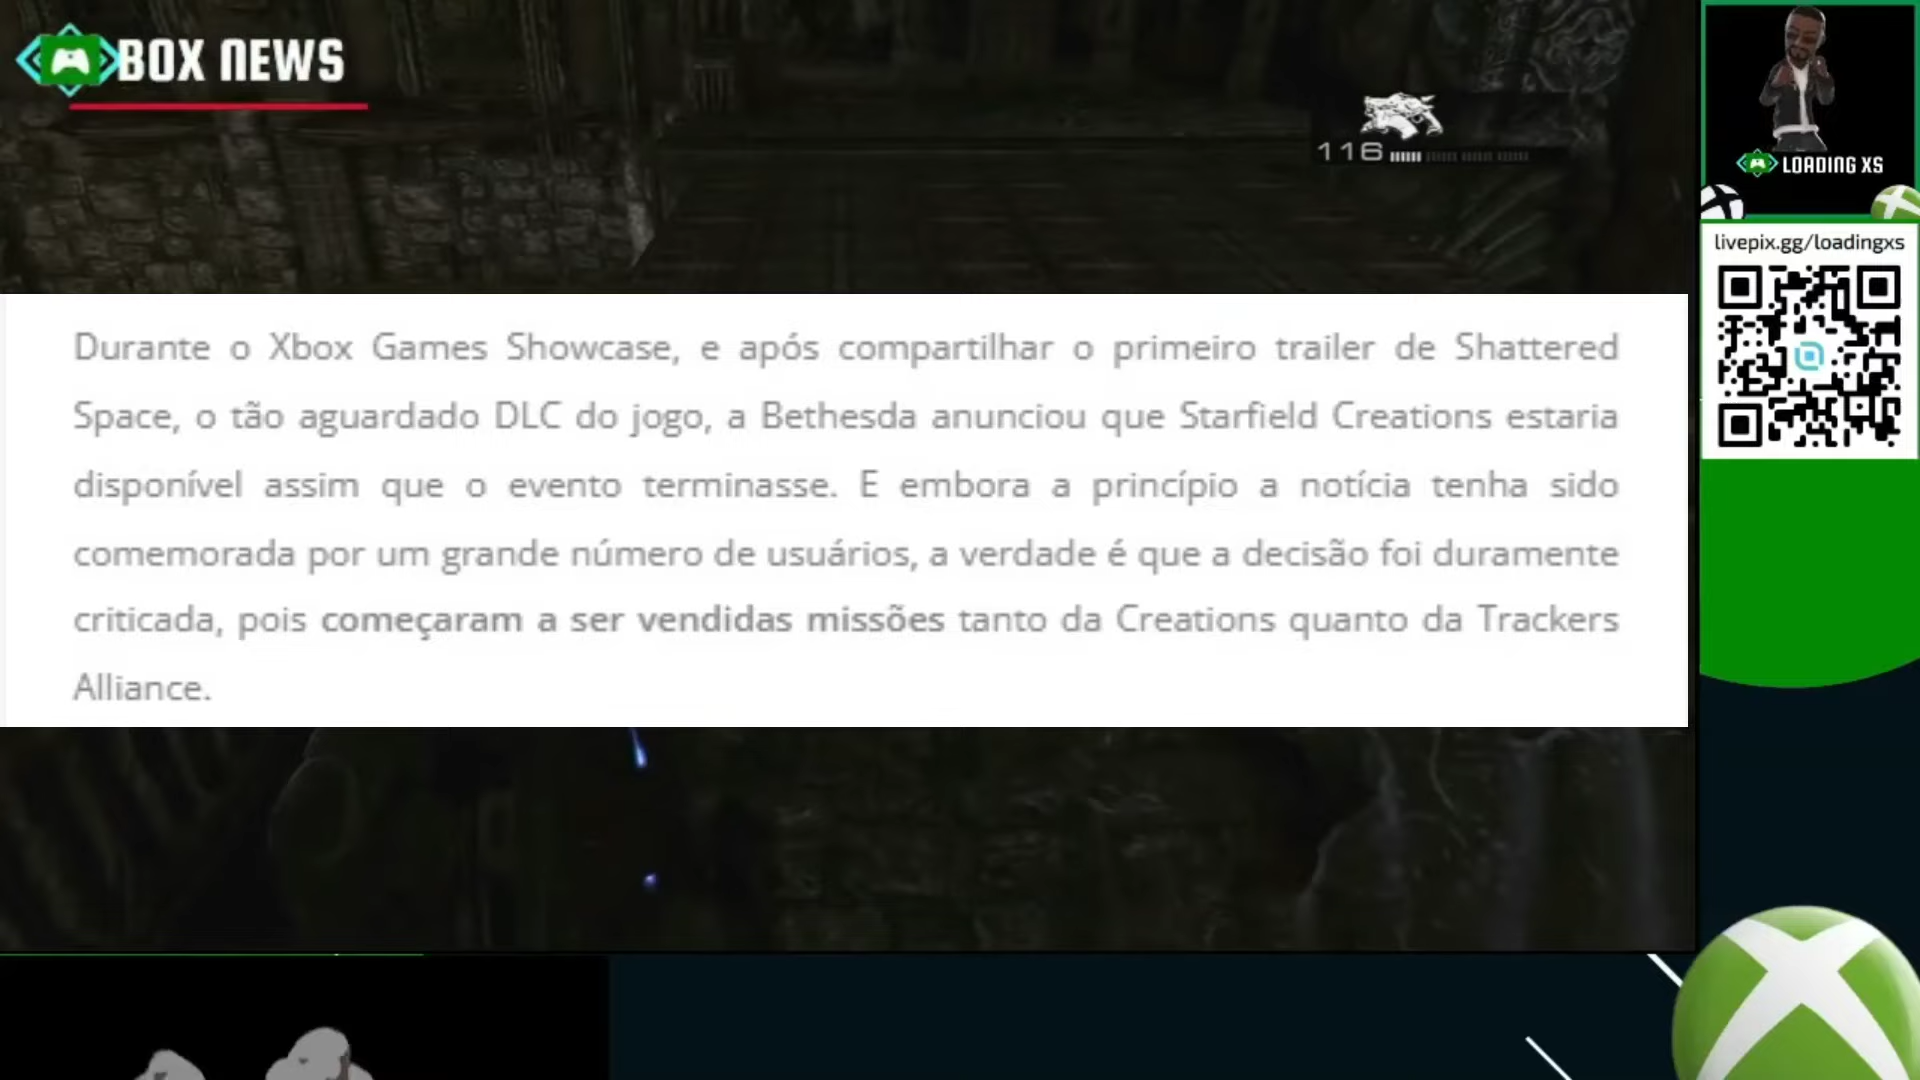 BOX NEWS
116
LOADING XS
livepix.gg/loadingxs
Durante o Xbox Games Showcase, e após compartilhar o primeiro trailer de Shattered
Space, o tão aguardado DLC do jogo, a Bethesda anunciou que Starfield Creations estaria
disponível assim que o evento terminasse. E embora a princípio a notícia tenha sido
comemorada por um grande número de usuários, a verdade é que a decisão foi duramente
criticada, pois começaram a ser vendidas missões tanto da Creations quanto da Trackers
Alliance.